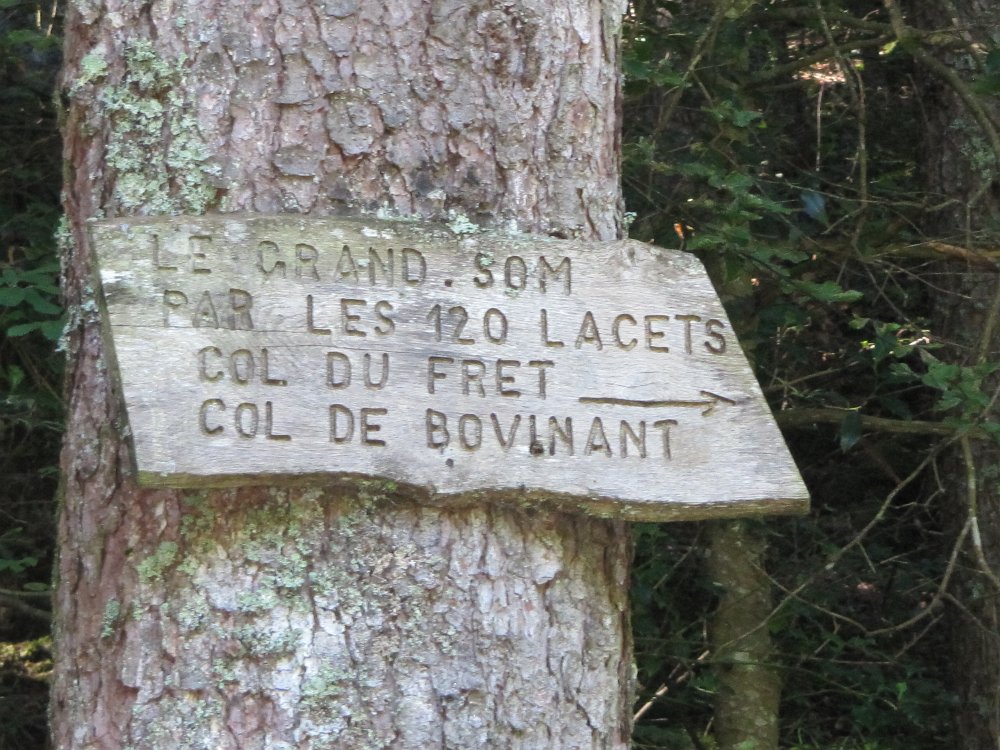 LE GRAND. SOM
PAR LES 120 LACETS
COL DU FRET
COL DE BOVINANT